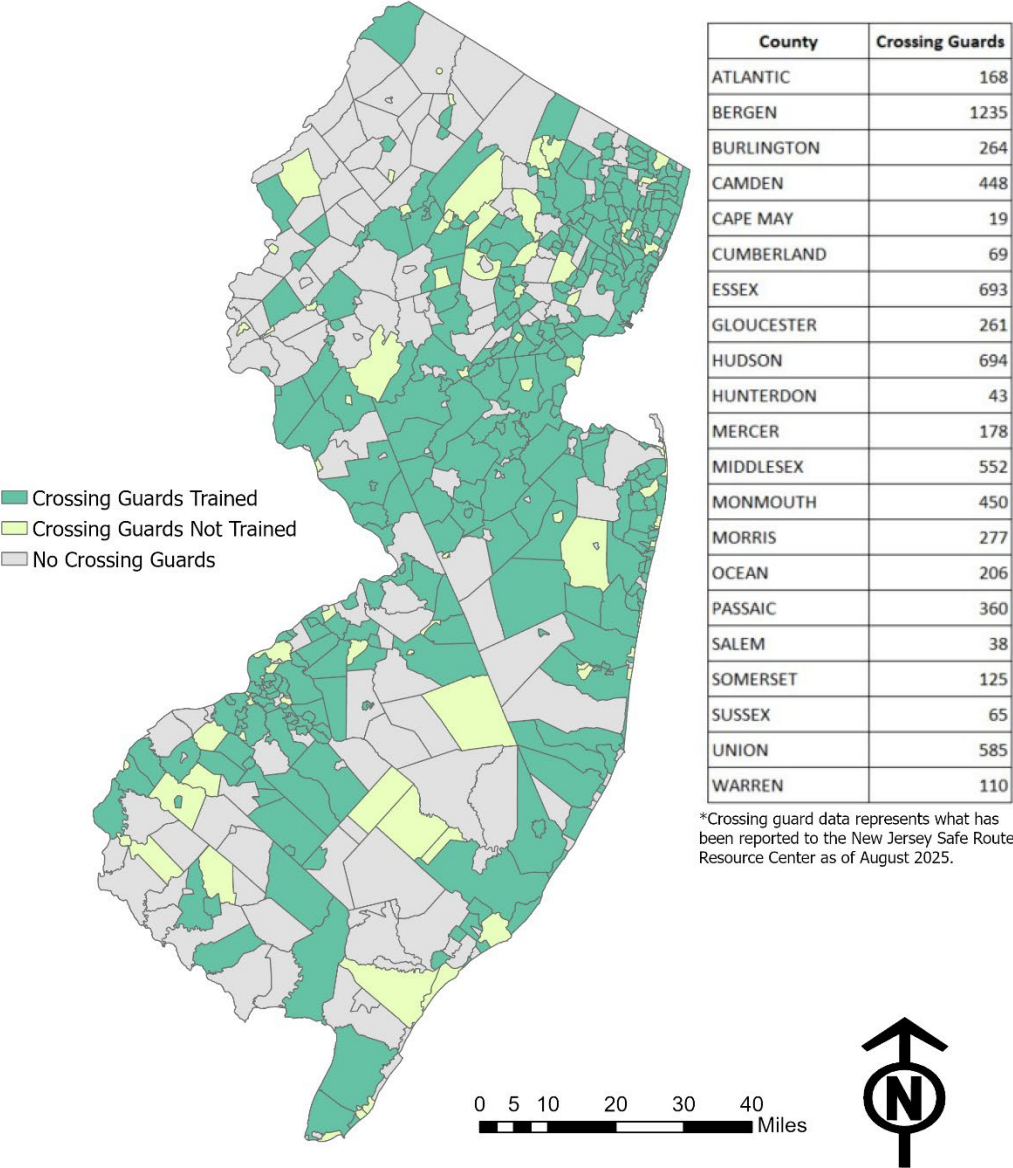 County Crossing Guards
ATLANTIC 168
BERGEN 1235
BURLINGTON 264
CAMDEN 448
CAPE MAY 19
CUMBERLAND 69
ESSEX 693
GLOUCESTER 261
HUDSON 694
HUNTERDON 43
MERCER 178
MIDDLESEX 552
MONMOUTH 450
MORRIS 277
OCEAN 206
PASSAIC 360
SALEM 38
SOMERSET 125
SUSSEX 65
UNION 585
WARREN 110
*Crossing guard data represents what has
been reported to the New Jersey Safe Route
Resource Center as of August 2025.
Crossing Guards Trained
Crossing Guards Not Trained
No Crossing Guards
0 5 10 20 30 40
Miles
N